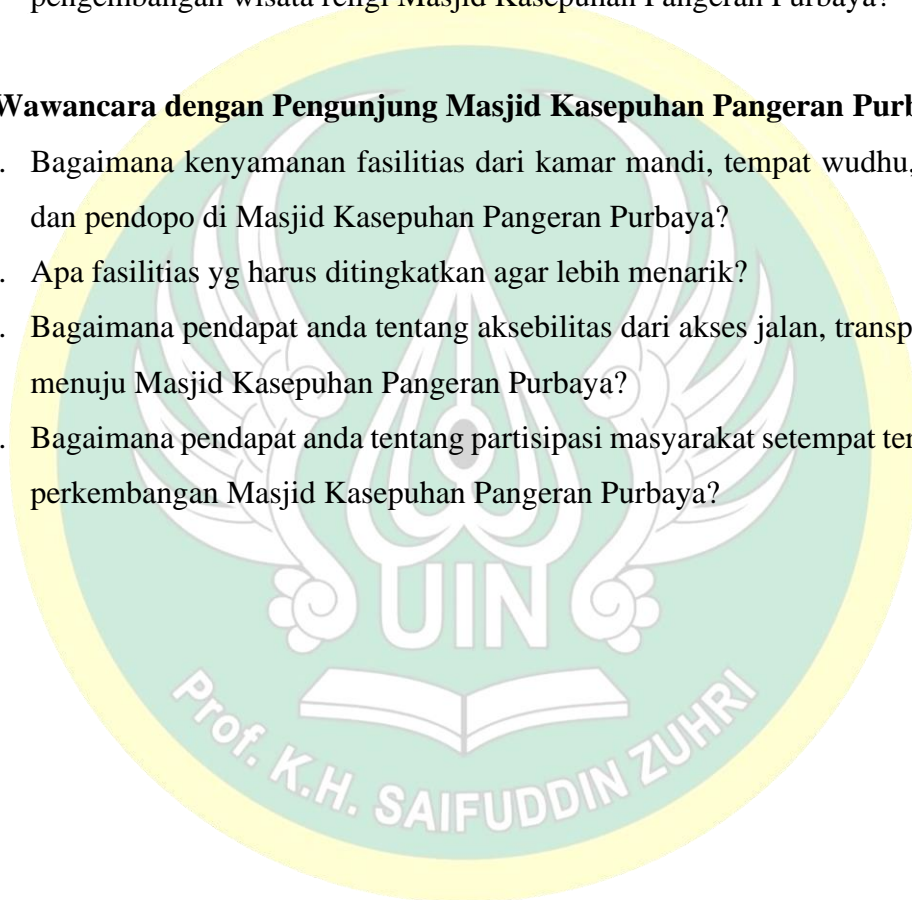 pengembangan wisata religi Masjid Kasepuhan Pangeran Purbaya?
Wawancara dengan Pengunjung Masjid Kasepuhan Pangeran Purb
. Bagaimana kenyamanan fasilitias dari kamar mandi, tempat wudhu,
dan pendopo di Masjid Kasepuhan Pangeran Purbaya?
. Apa fasilitias yg harus ditingkatkan agar lebih menarik?
. Bagaimana pendapat anda tentang aksebilitas dari akses jalan, transp
menuju Masjid Kasepuhan Pangeran Purbaya?
. Bagaimana pendapat anda tentang partisipasi masyarakat setempat ter
perkembangan Masjid Kasepuhan Pangeran Purbaya?
UIN
Prof. K.H. SAIFUDDIN ZUHRI